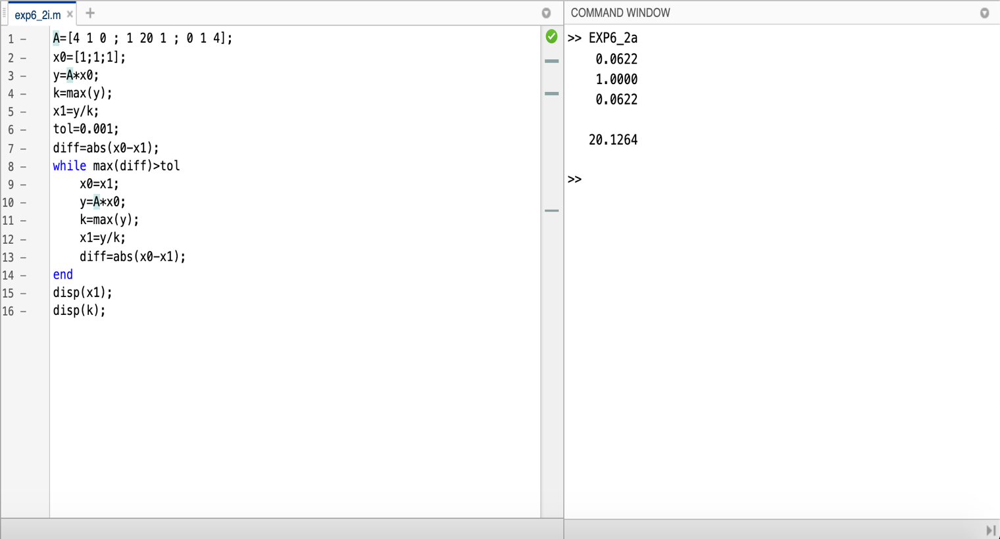 exp6_2i.m × +
1 – A=[4 1 0 ; 1 20 1 ; 0 1 4];
2 – x0=[1;1;1];
3 – y=A*x0;
4 – k=max(y);
5 – x1=y/k;
6 – tol=0.001;
7 – diff=abs(x0-x1);
8 – while max(diff)>tol
9 – x0=x1;
10 – y=A*x0;
11 – k=max(y);
12 – x1=y/k;
13 – diff=abs(x0-x1);
14 – end
15 – disp(x1);
16 – disp(k);
COMMAND WINDOW
>> EXP6_2a
0.0622
1.0000
0.0622
20.1264
>>